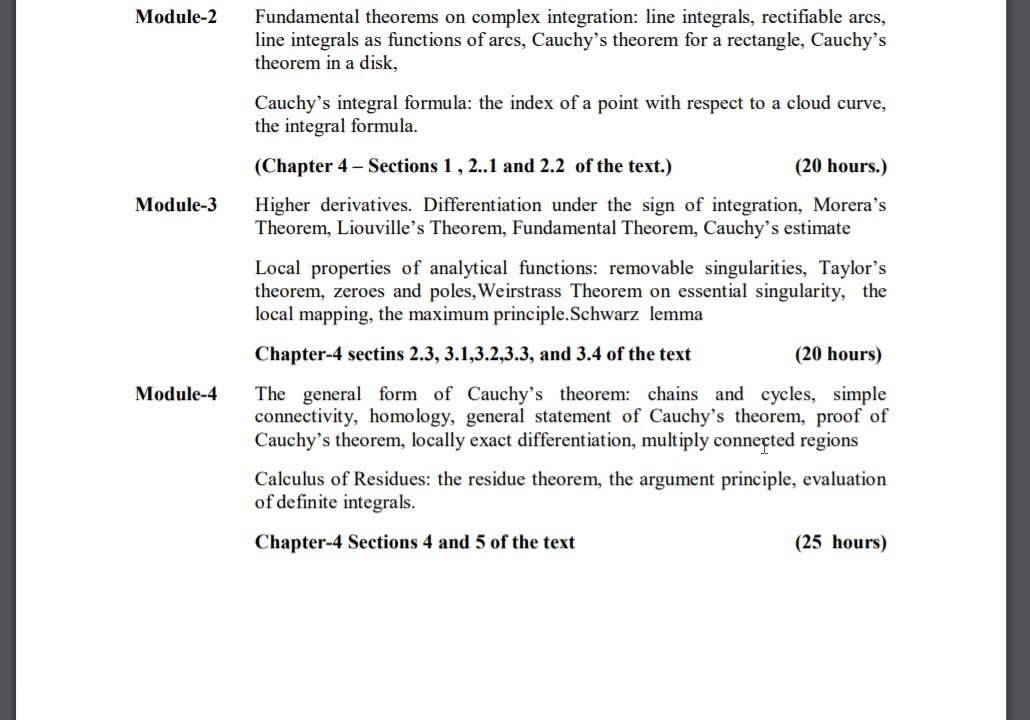 Module-2 Fundamental theorems on complex integration: line integrals, rectifiable arcs,
line integrals as functions of arcs, Cauchy’s theorem for a rectangle, Cauchy’s
theorem in a disk,
Cauchy’s integral formula: the index of a point with respect to a cloud curve,
the integral formula.
(Chapter 4 – Sections 1 , 2..1 and 2.2 of the text.) (20 hours.)
Module-3 Higher derivatives. Differentiation under the sign of integration, Morera’s
Theorem, Liouville’s Theorem, Fundamental Theorem, Cauchy’s estimate
Local properties of analytical functions: removable singularities, Taylor’s
theorem, zeroes and poles,Weirstrass Theorem on essential singularity, the
local mapping, the maximum principle.Schwarz lemma
Chapter-4 sectins 2.3, 3.1,3.2,3.3, and 3.4 of the text (20 hours)
Module-4 The general form of Cauchy’s theorem: chains and cycles, simple
connectivity, homology, general statement of Cauchy’s theorem, proof of
Cauchy’s theorem, locally exact differentiation, multiply connected regions
Calculus of Residues: the residue theorem, the argument principle, evaluation
of definite integrals.
Chapter-4 Sections 4 and 5 of the text (25 hours)